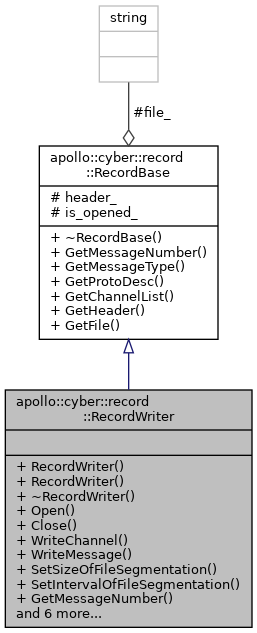 string
#file_
apollo::cyber::record
::RecordBase
# header_
# is_opened_
+ ~RecordBase()
+ GetMessageNumber()
+ GetMessageType()
+ GetProtoDesc()
+ GetChannelList()
+ GetHeader()
+ GetFile()
apollo::cyber::record
::RecordWriter
+ RecordWriter()
+ RecordWriter()
+ ~RecordWriter()
+ Open()
+ Close()
+ WriteChannel()
+ WriteMessage()
+ SetSizeOfFileSegmentation()
+ SetIntervalOfFileSegmentation()
+ GetMessageNumber()
and 6 more...